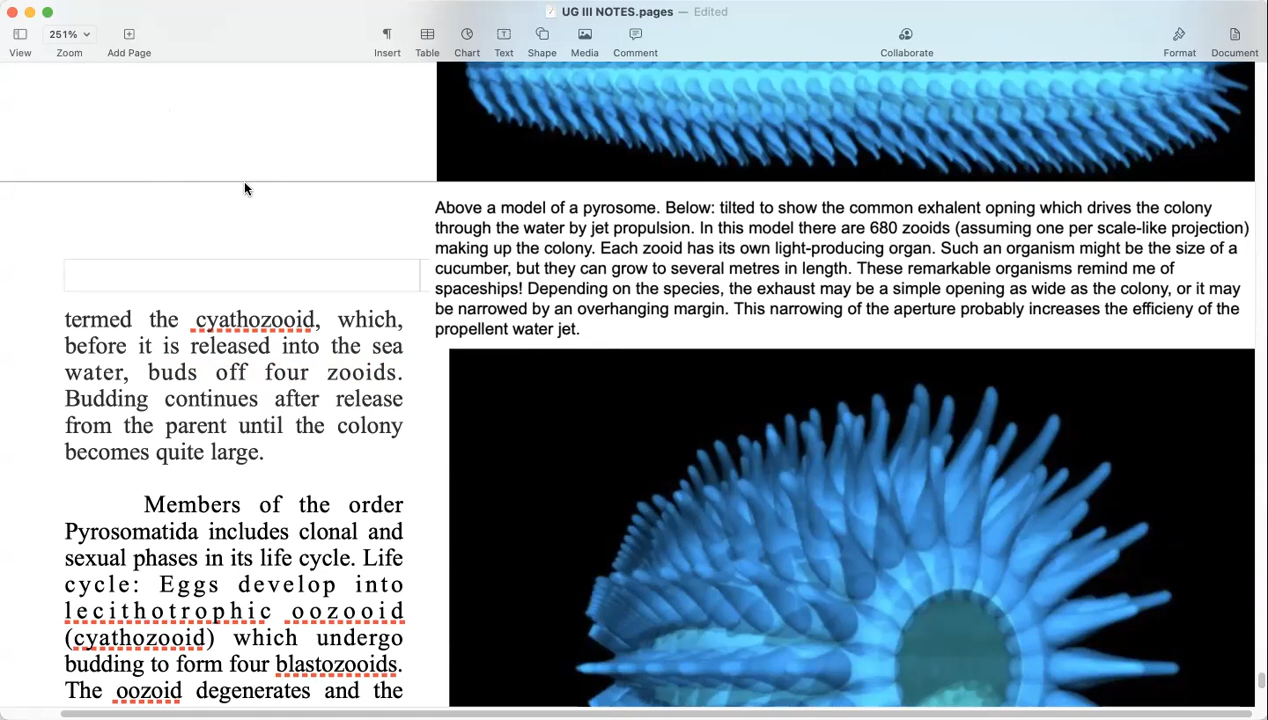 UG III NOTES.pages — Edited
251%
View
Zoom
Add Page
Insert
Table
Chart
Text
Shape
Media
Comment
Collaborate
Format
Document
Above a model of a pyrosome. Below: tilted to show the common exhalent opning which drives the colony
through the water by jet propulsion. In this model there are 680 zooids (assuming one per scale-like projection)
making up the colony. Each zooid has its own light-producing organ. Such an organism might be the size of a
cucumber, but they can grow to several metres in length. These remarkable organisms remind me of
spaceships! Depending on the species, the exhaust may be a simple opening as wide as the colony, or it may
be narrowed by an overhanging margin. This narrowing of the aperture probably increases the efficieny of the
propellent water jet.
termed the cyathozooid, which,
before it is released into the sea
water, buds off four zooids.
Budding continues after release
from the parent until the colony
becomes quite large.
Members of the order
Pyrosomatida includes clonal and
sexual phases in its life cycle. Life
cycle: Eggs develop into
lecithotrophic oozooid
(cyathozooid) which undergo
budding to form four blastozooids.
The oozoid degenerates and the